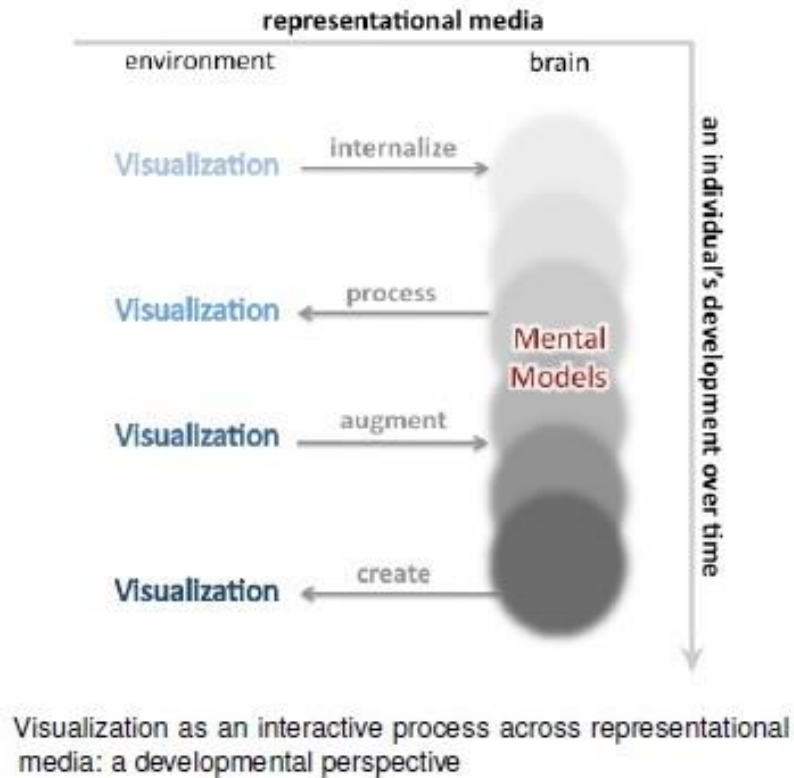 representational media
environment
brain
Visualization
internalize
Visualization
process
Mental
Models
Visualization
augment
Visualization
create
an individual's development over time
Visualization as an interactive process across representational
media: a developmental perspective